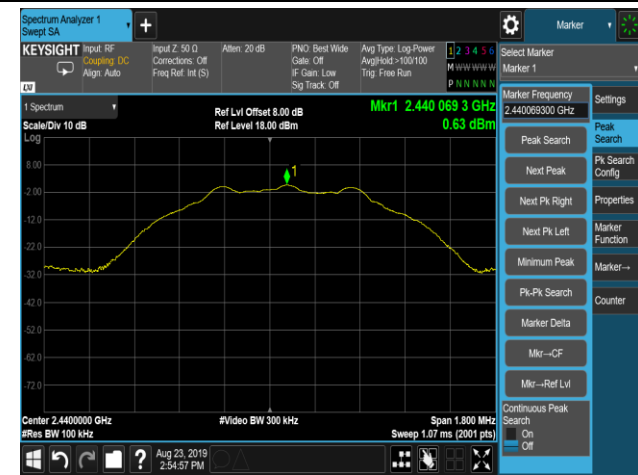 Spectrum Analyzer 1
Swept SA
+
Marker
KEYSIGHT
Input: RF
Coupling: DC
Align: Auto
Input Z: 50 Ω
Corrections: Off
Freq Ref: Int (S)
Atten: 20 dB
PNO: Best Wide
Gate: Off
IF Gain: Low
Sig Track: Off
Avg Type: Log-Power
Avg|Hold:>100/100
Trig: Free Run
1 2 3 4 5 6
M W W W W W
P N N N N N
LXI
Select Marker
Marker 1
1 Spectrum
Scale/Div 10 dB
Ref Lvl Offset 8.00 dB
Ref Level 18.00 dBm
Mkr1 2.440 069 3 GHz
0.63 dBm
Log
8.00
-2.00
-12.0
-22.0
-32.0
-42.0
-52.0
-62.0
-72.0
1
Center 2.4400000 GHz
#Res BW 100 kHz
#Video BW 300 kHz
Span 1.800 MHz
Sweep 1.07 ms (2001 pts)
Marker Frequency
2.440069300 GHz
Peak Search
Next Peak
Next Pk Right
Next Pk Left
Minimum Peak
Pk-Pk Search
Marker Delta
Mkr→CF
Mkr→Ref Lvl
Continuous Peak
Search
On
Off
Settings
Peak
Search
Pk Search
Config
Properties
Marker
Function
Marker→
Counter
?
Aug 23, 2019
2:54:57 PM